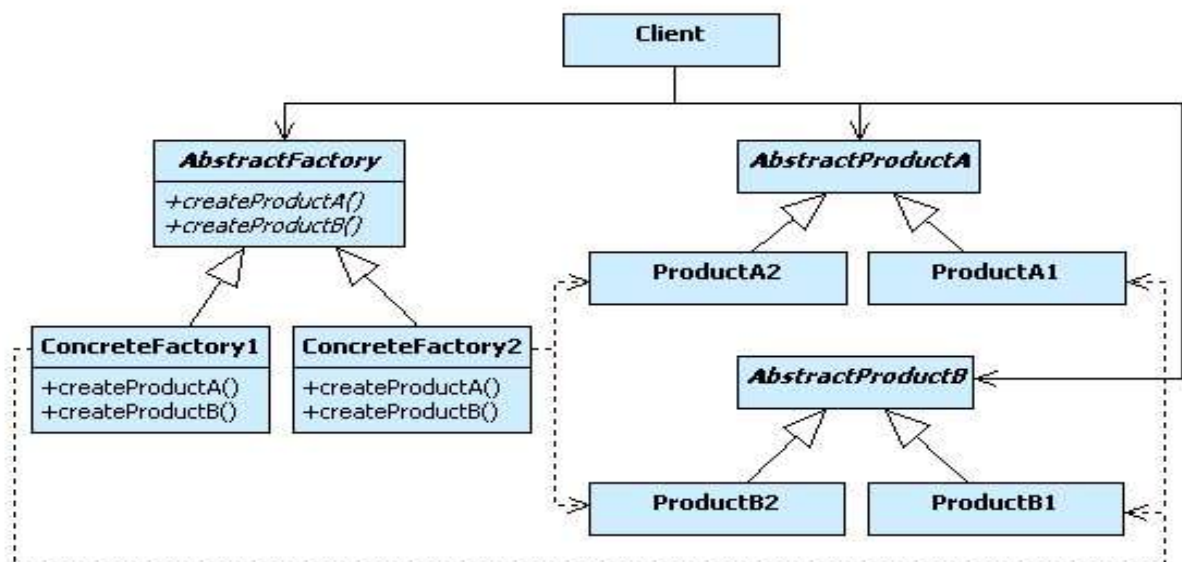 Client
AbstractFactory
+createProductA()
+createProductB()
AbstractProductA
ProductA2
ProductA1
ConcreteFactory1
+createProductA()
+createProductB()
ConcreteFactory2
+createProductA()
+createProductB()
AbstractProductB
ProductB2
ProductB1